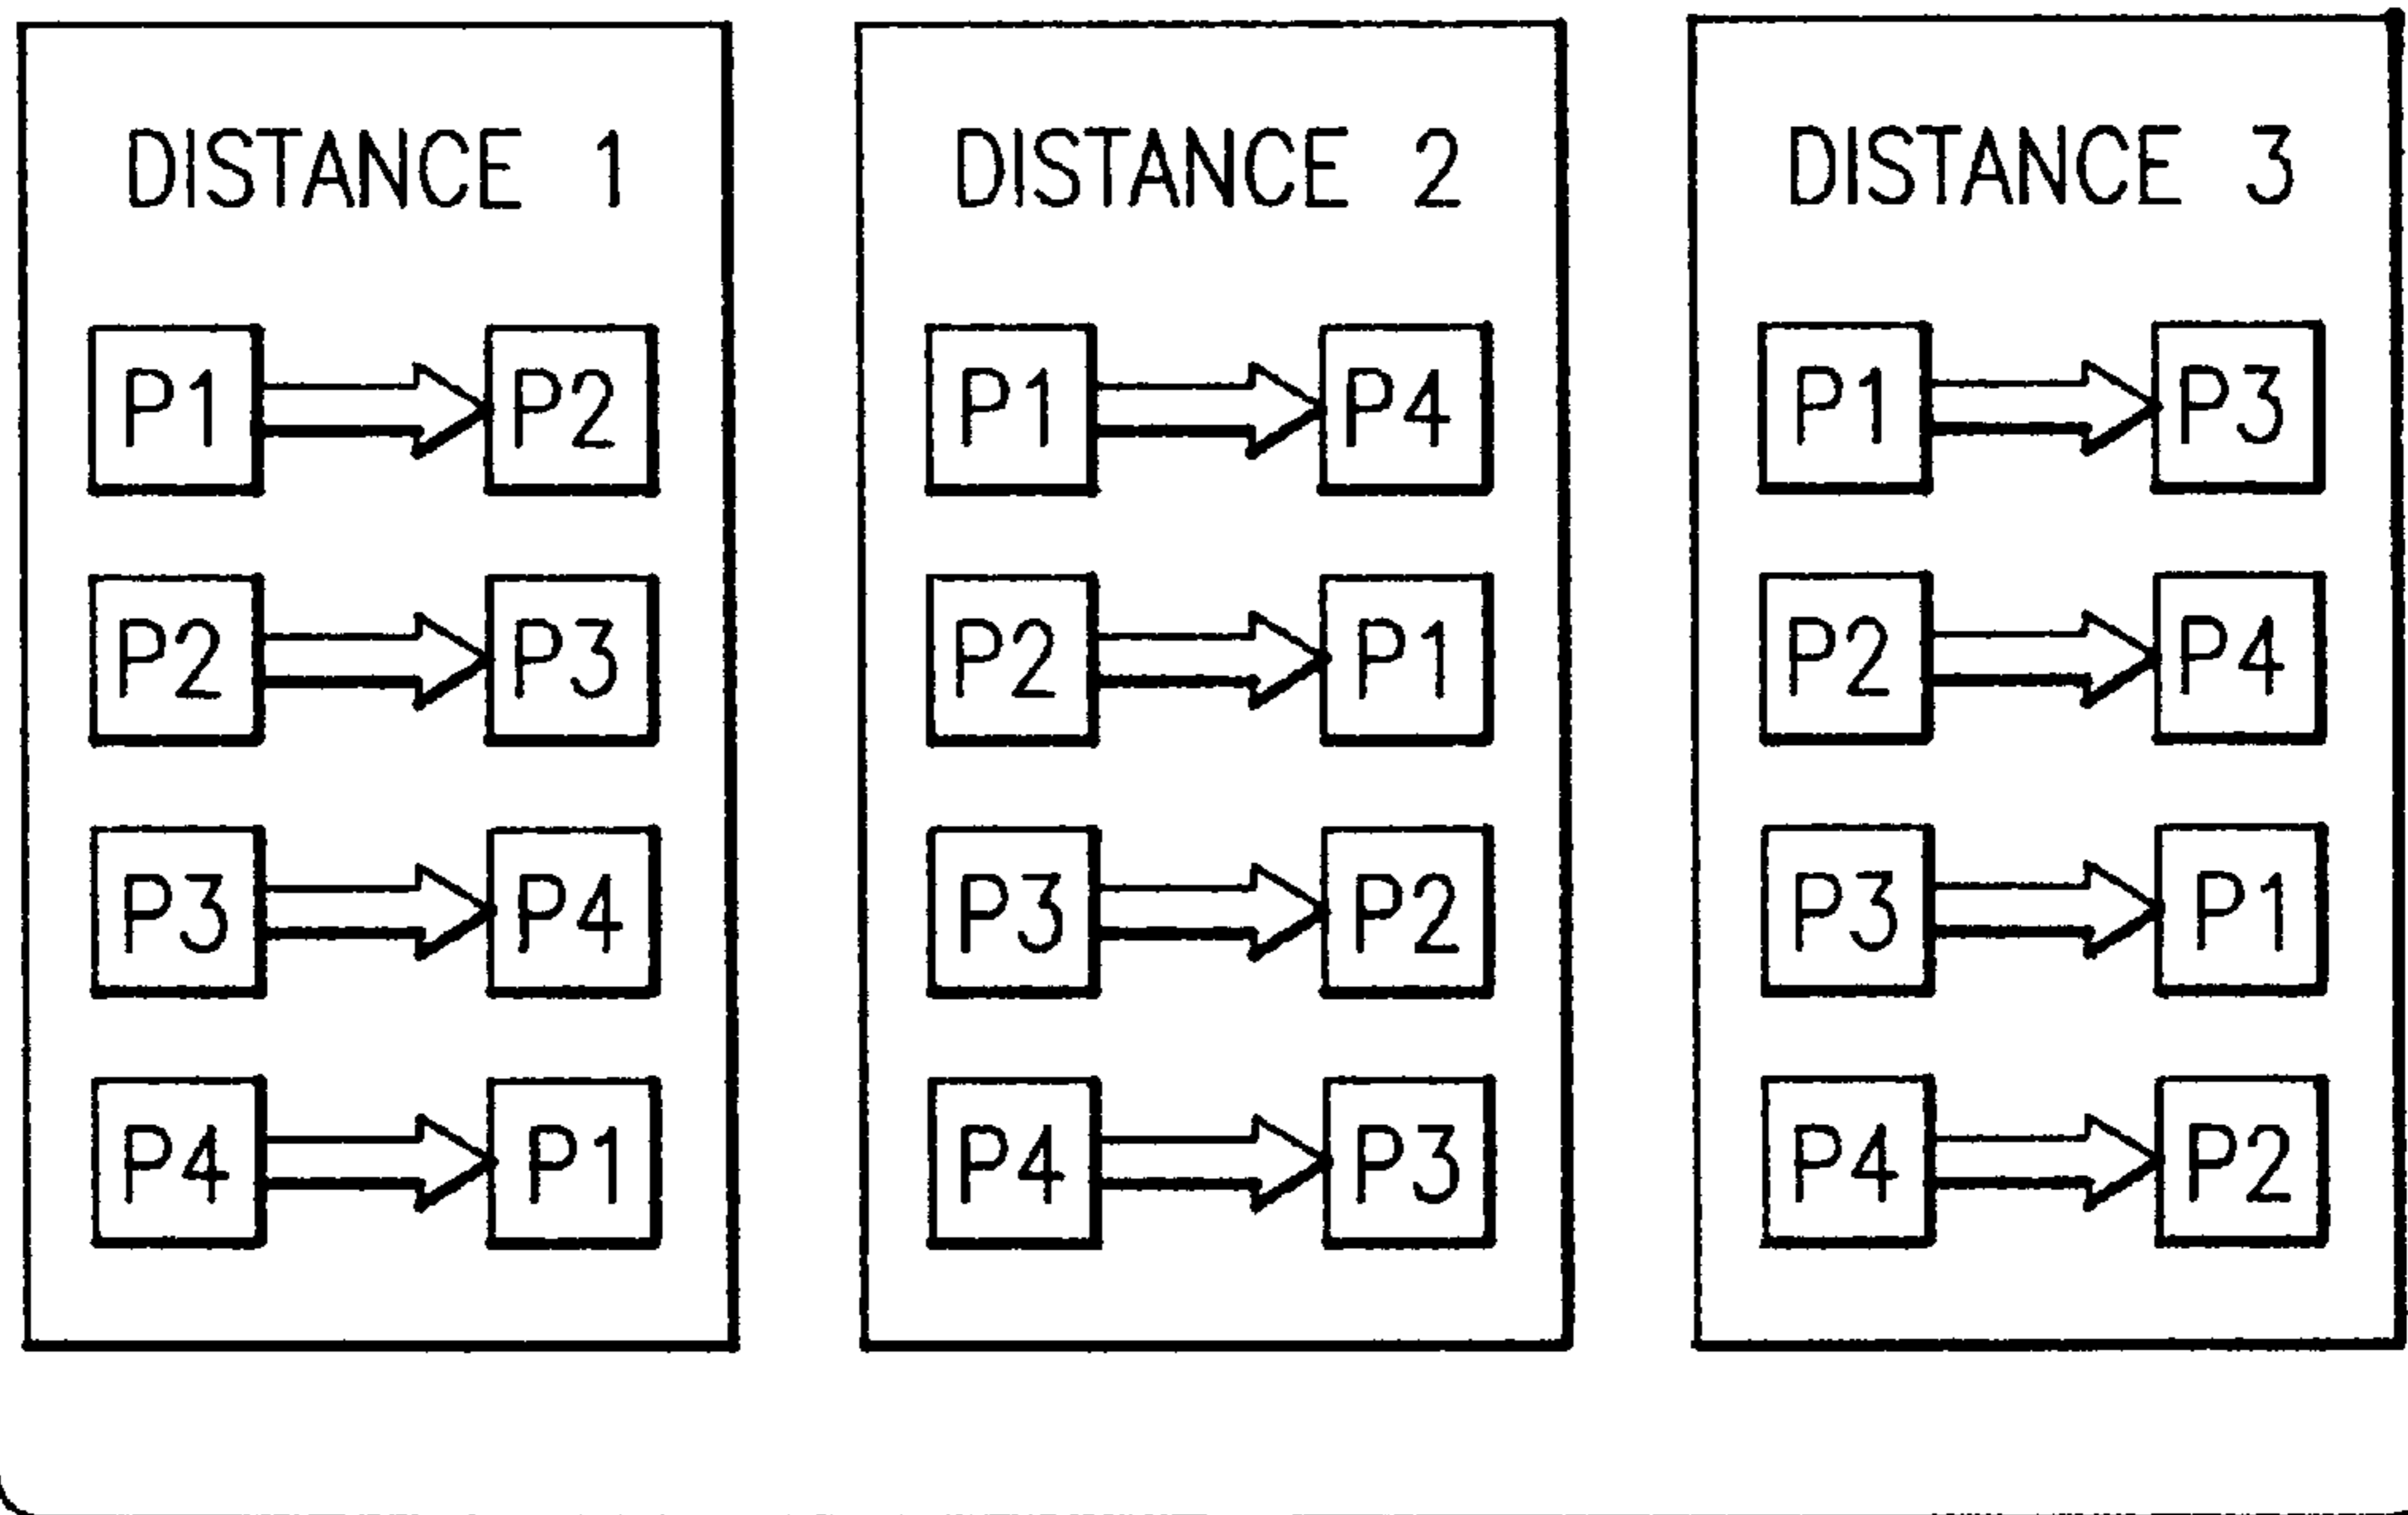 DISTANCE 1
P1 P2
P2 P3
P3 P4
P4 P1
DISTANCE 2
P1 P4
P2 P1
P3 P2
P4 P3
DISTANCE 3
P1 P3
P2 P4
P3 P1
P4 P2